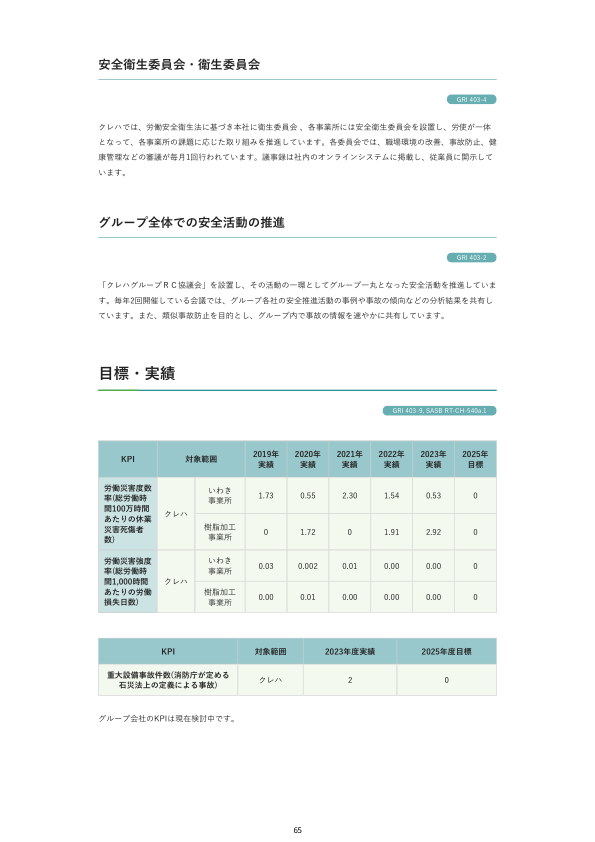 安全衛生委員会・衛生委員会
GRI 403-4
クレハでは、労働安全衛生法に基づき本社に衛生委員会 、各事業所には安全衛生委員会を設置し、労使が一体
となって、各事業所の課題に応じた取り組みを推進しています。各委員会では、職場環境の改善、事故防止、健
康管理などの審議が毎月1回行われています。議事録は社内のオンラインシステムに掲載し、従業員に開示して
います。
グループ全体での安全活動の推進
GRI 403-2
「クレハグループＲＣ協議会」を設置し、その活動の一環としてグループ一丸となった安全活動を推進していま
す。毎年2回開催している会議では、グループ各社の安全推進活動の事例や事故の傾向などの分析結果を共有し
ています。また、類似事故防止を目的とし、グループ内で事故の情報を速やかに共有しています。
目標・実績
GRI 403-9, SASB RT-CH-540a.1
KPI 対象範囲 2019年 2020年 2021年 2022年 2023年 2025年
実績 実績 実績 実績 実績 目標
労働災害度数
率(総労働時
間100万時間
あたりの休業
災害死傷者
数)
クレハ
いわき
事業所
1.73 0.55 2.30 1.54 0.53 0
樹脂加工
事業所
0 1.72 0 1.91 2.92 0
労働災害強度
率(総労働時
間1,000時間
あたりの労働
損失日数)
クレハ
いわき
事業所
0.03 0.002 0.01 0.00 0.00 0
樹脂加工
事業所
0.00 0.01 0.00 0.00 0.00 0
KPI 対象範囲 2023年度実績 2025年度目標
重大設備事故件数(消防庁が定める
石災法上の定義による事故)
クレハ 2 0
グループ会社のKPIは現在検討中です。
65